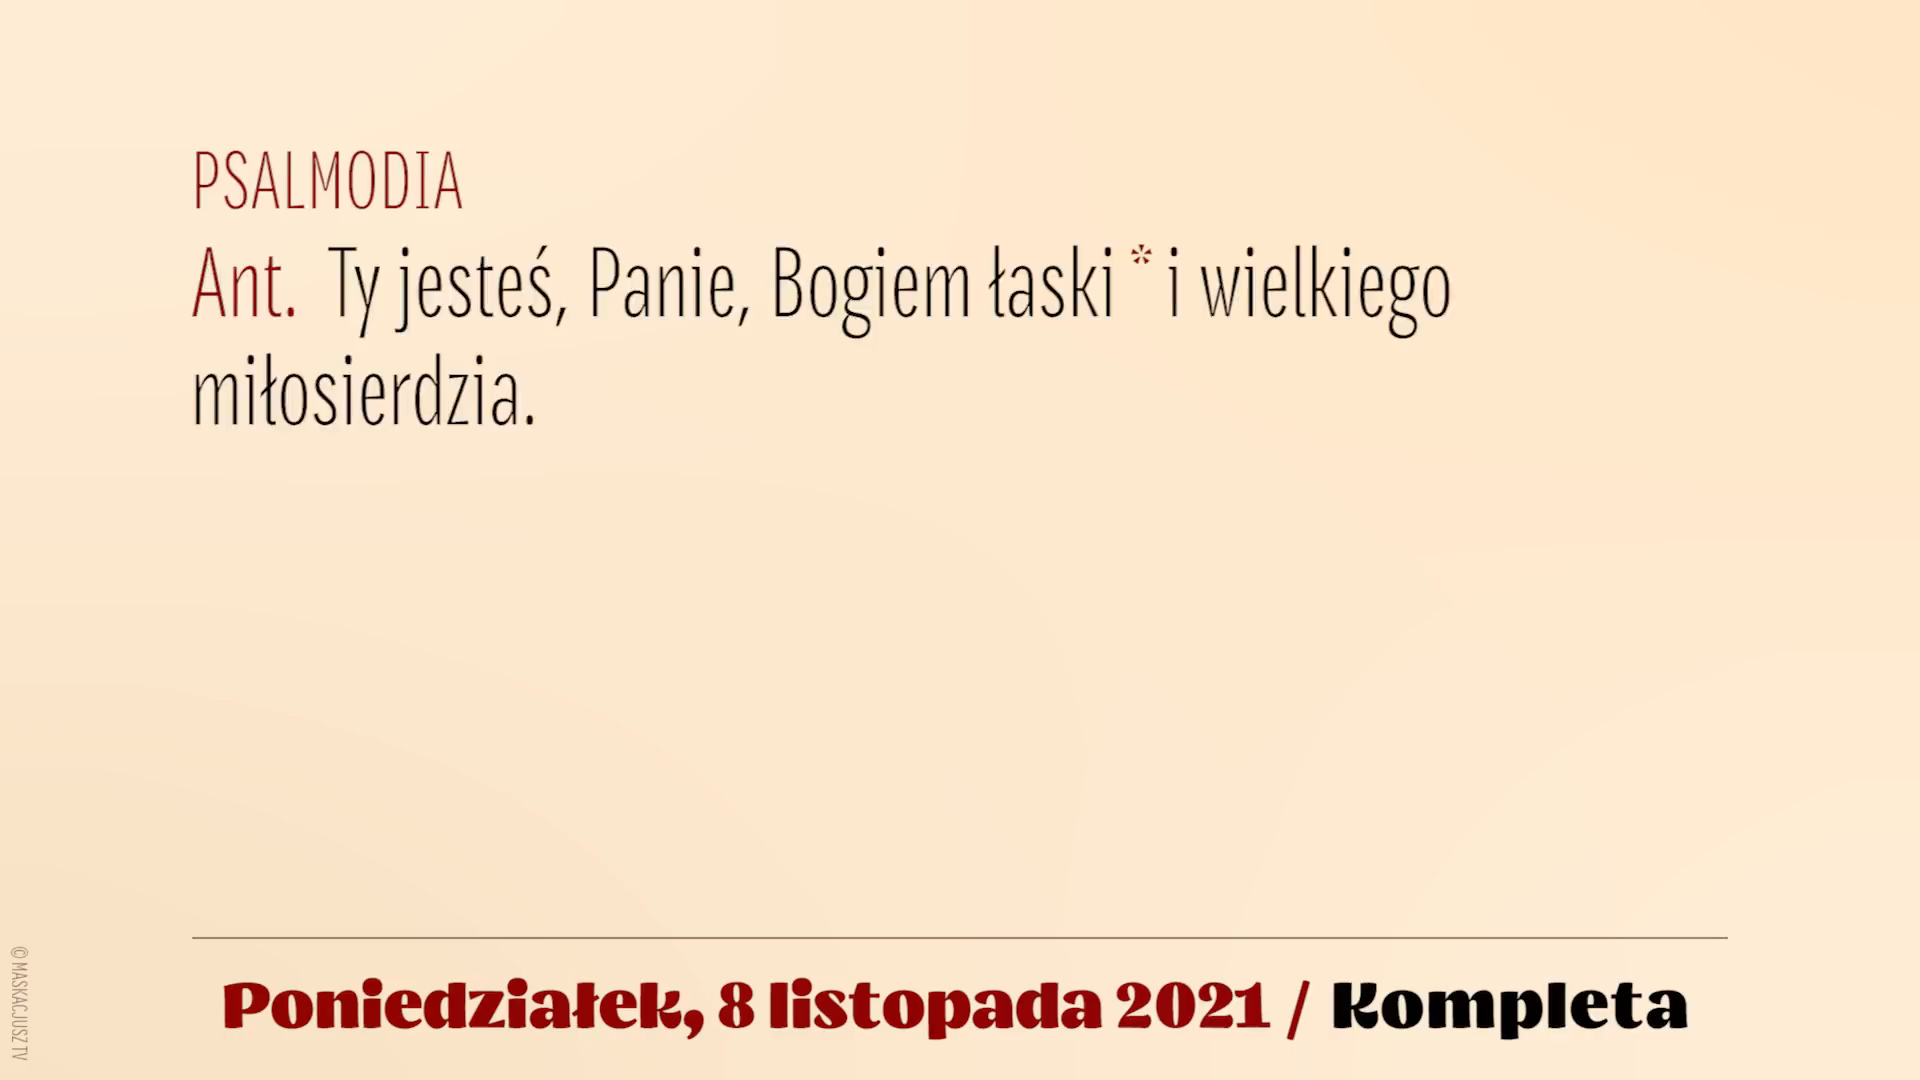 PSALMODIA
Ant. Ty jesteś, Panie, Bogiem łaski * i wielkiego
miłosierdzia.
Poniedziałek, 8 listopada 2021 / Kompleta
© MASKACJUSZ TV